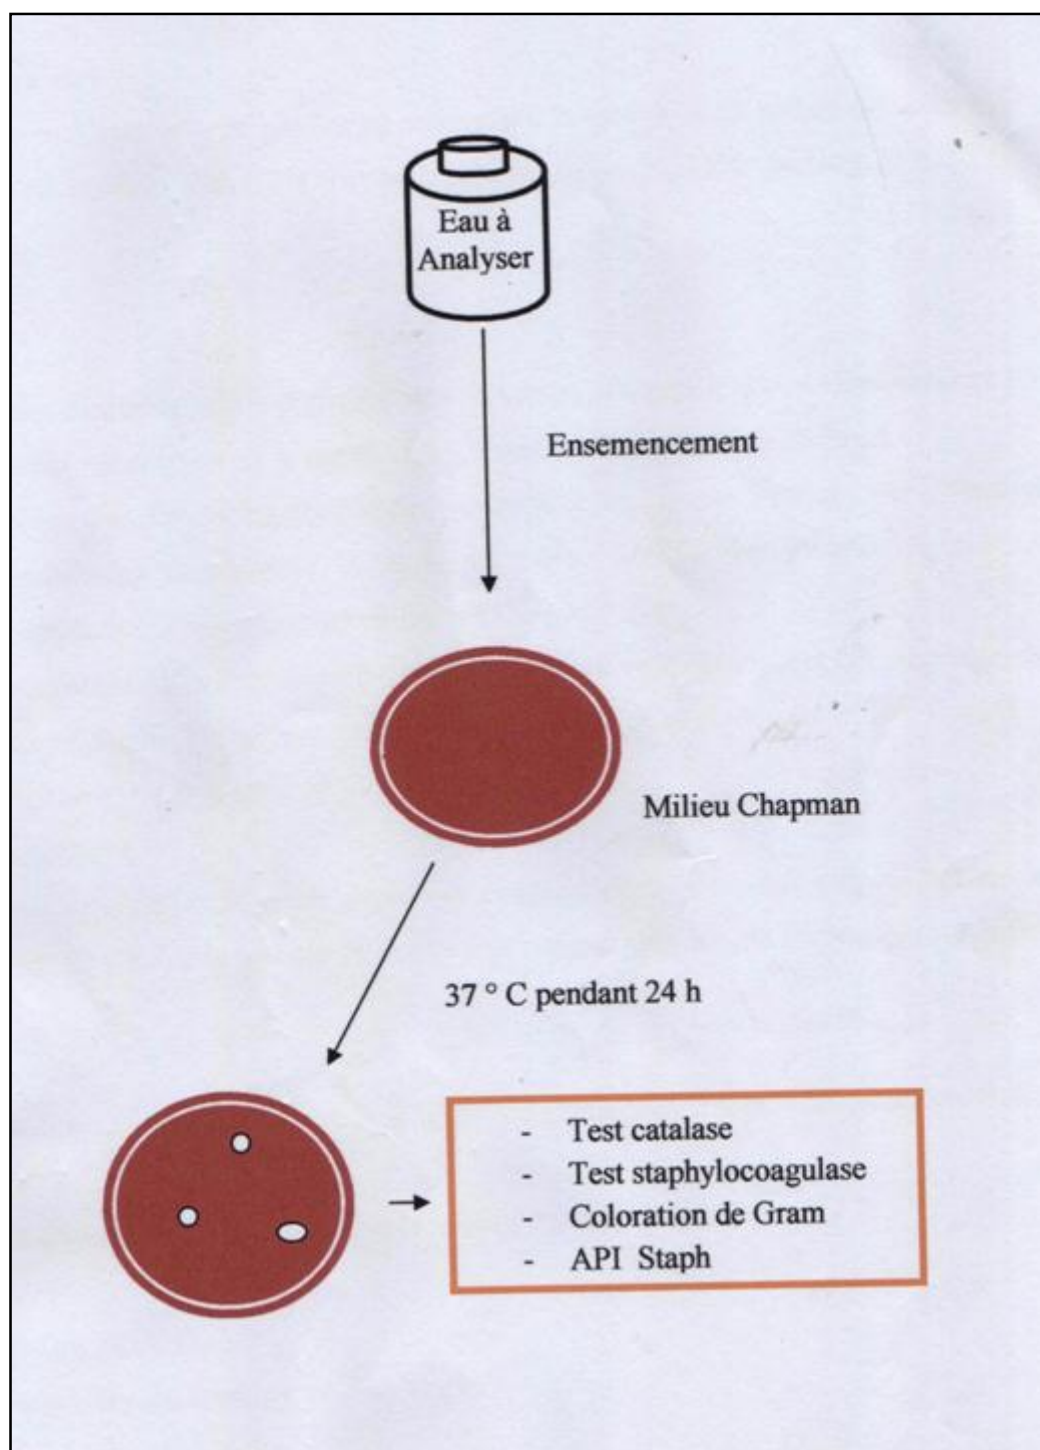 Eau à
Analyser
Ensemencement
Milieu Chapman
37 ° C pendant 24 h
- Test catalase
- Test staphylocoagulase
- Coloration de Gram
- API Staph